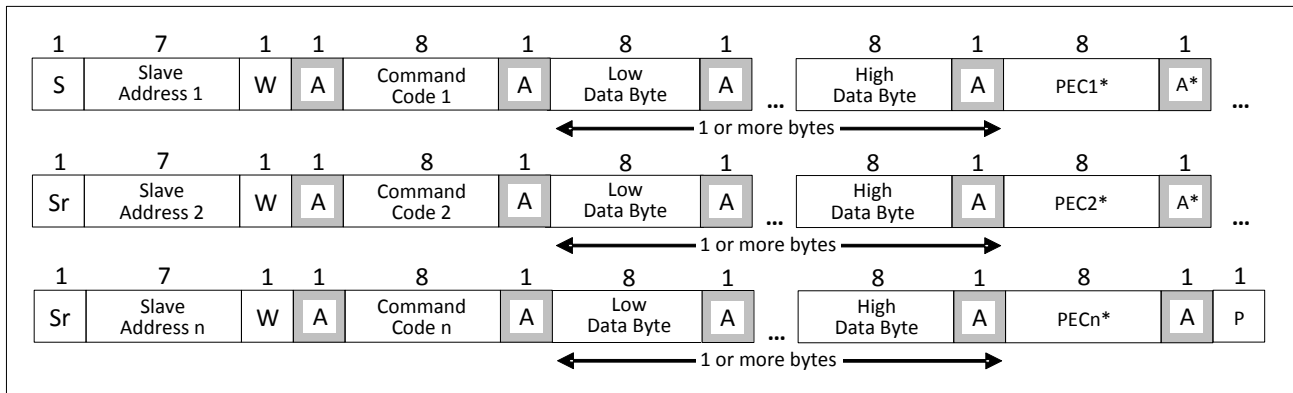 1 7 1 1 8 1 8 1 8 1 8 1
S Slave Address 1 W A Command Code 1 A Low Data Byte A ... High Data Byte A PEC1* A* ...
1 or more bytes
1 7 1 1 8 1 8 1 8 1 8 1
Sr Slave Address 2 W A Command Code 2 A Low Data Byte A ... High Data Byte A PEC2* A* ...
1 or more bytes
1 7 1 1 8 1 8 1 8 1 8 1 1
Sr Slave Address n W A Command Code n A Low Data Byte A ... High Data Byte A PECn* A P
1 or more bytes